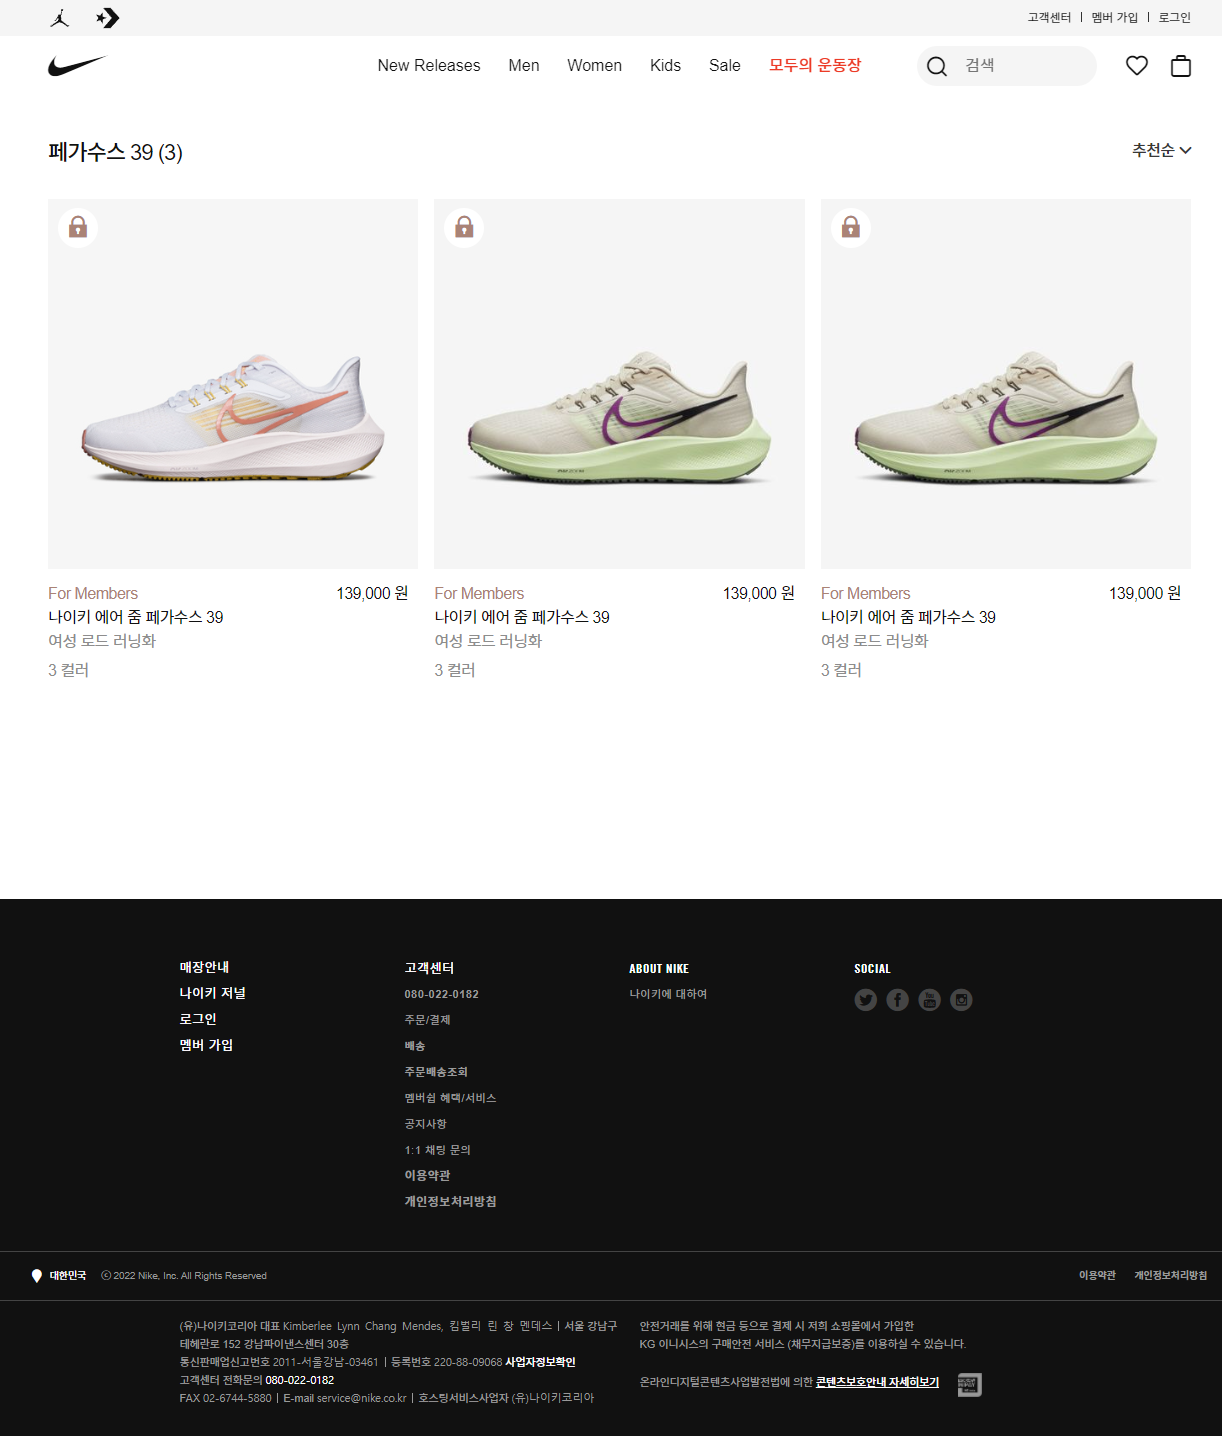 고객센터 | 멤버 가입 | 로그인
New Releases Men Women Kids Sale 모두의 운동장 검색
페가수스 39 (3) 추천순
For Members 139,000 원
나이키 에어 줌 페가수스 39
여성 로드 러닝화
3 컬러
For Members 139,000 원
나이키 에어 줌 페가수스 39
여성 로드 러닝화
3 컬러
For Members 139,000 원
나이키 에어 줌 페가수스 39
여성 로드 러닝화
3 컬러
매장안내
나이키 저널
로그인
멤버 가입
고객센터
080-022-0182
주문/결제
배송
주문배송조회
멤버쉽 혜택/서비스
공지사항
1:1 채팅 문의
이용약관
개인정보처리방침
ABOUT NIKE
나이키에 대하여
SOCIAL
대한민국 ⓒ 2022 Nike, Inc. All Rights Reserved 이용약관 개인정보처리방침
(유)나이키코리아 대표 Kimberlee Lynn Chang Mendes, 킴벌리 린 창 멘데스 | 서울 강남구
테헤란로 152 강남파이낸스센터 30층
통신판매업신고번호 2011-서울강남-03461 | 등록번호 220-88-09068 사업자정보확인
고객센터 전화문의 080-022-0182
FAX 02-6744-5880 | E-mail service@nike.co.kr | 호스팅서비스사업자 (유)나이키코리아
안전거래를 위해 현금 등으로 결제 시 저희 쇼핑몰에서 가입한
KG 이니시스의 구매안전 서비스 (채무지급보증)를 이용하실 수 있습니다.
온라인디지털콘텐츠사업발전법에 의한 콘텐츠보호안내 자세히보기